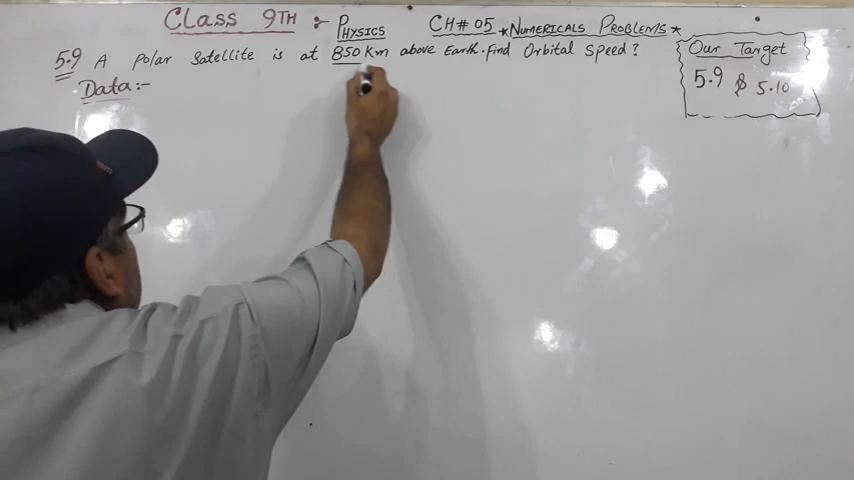 Class 9TH :- Physics CH# 05 *Numericals Problems*
5.9 A Polar Satellite is at 850 Km above Earth. Find Orbital Speed?
Data:-
Our Target
5.9 & 5.10